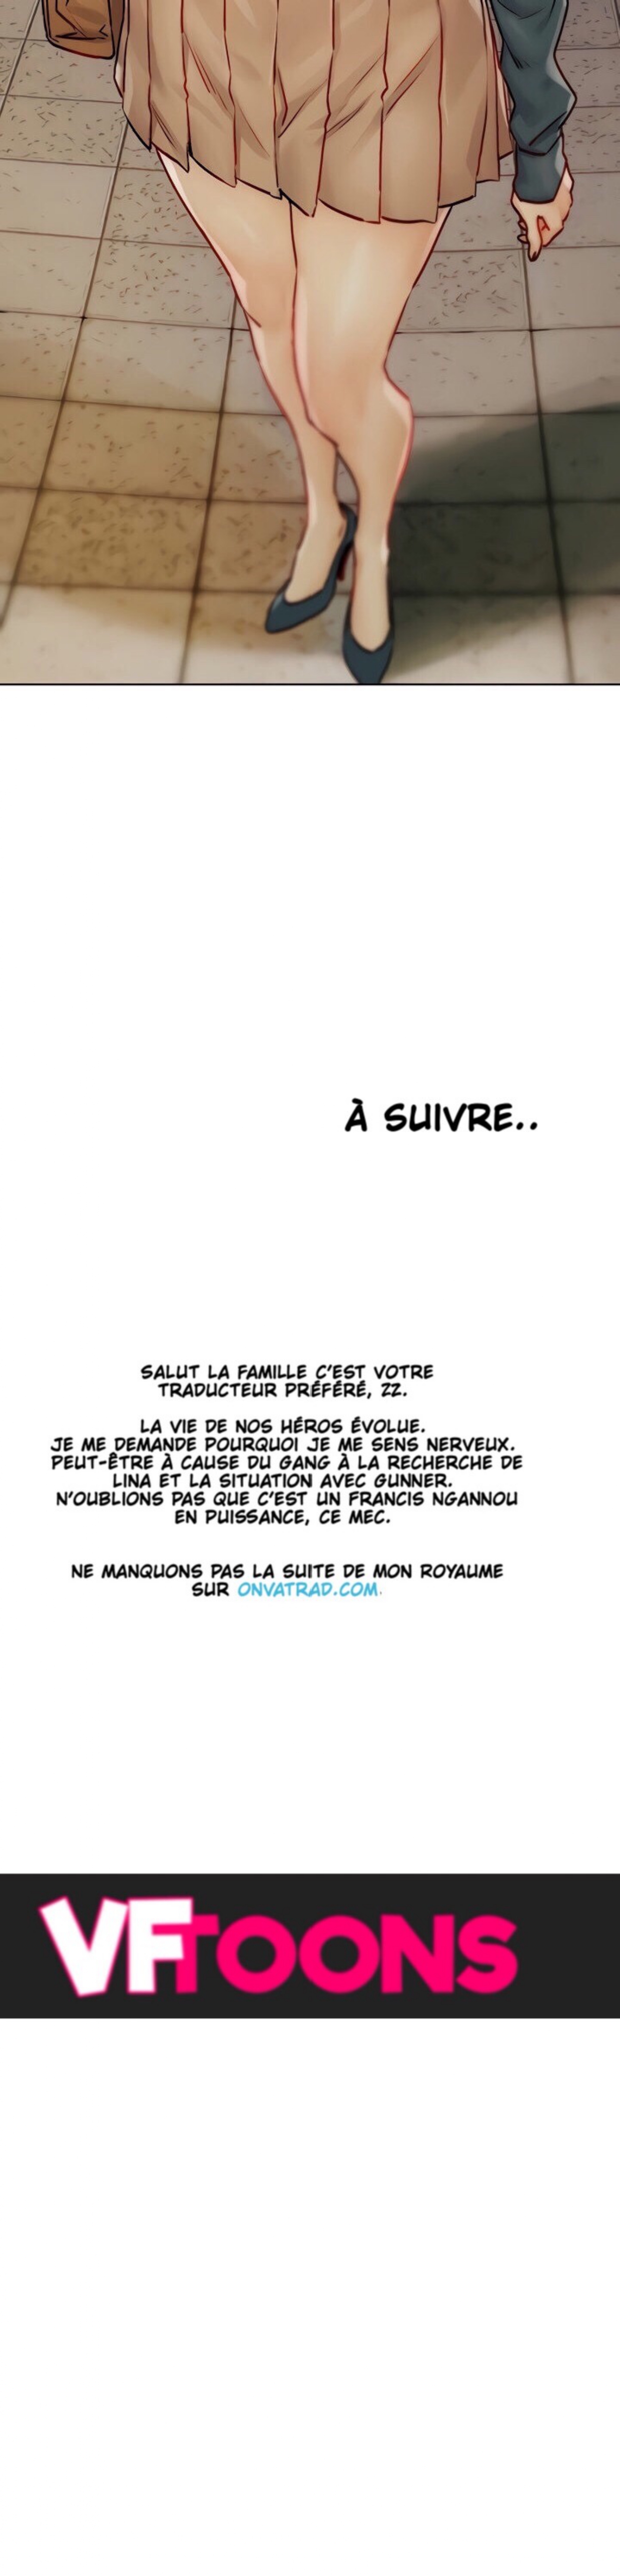 À SUIVRE..
SALUT LA FAMILLE C'EST VOTRE
TRADUCTEUR PRÉFÉRÉ, ZZ.
LA VIE DE NOS HÉROS ÉVOLUE.
JE ME DEMANDE POURQUOI JE ME SENS NERVEUX.
PEUT-ÊTRE À CAUSE DU GANG À LA RECHERCHE DE
LINA ET LA SITUATION AVEC GUNNER.
N'OUBLIONS PAS QUE C'EST UN FRANCIS NGANNOU
EN PUISSANCE, CE MEC.
NE MANQUONS PAS LA SUITE DE MON ROYAUME
SUR ONVATRAD.COM.
VFTOONS